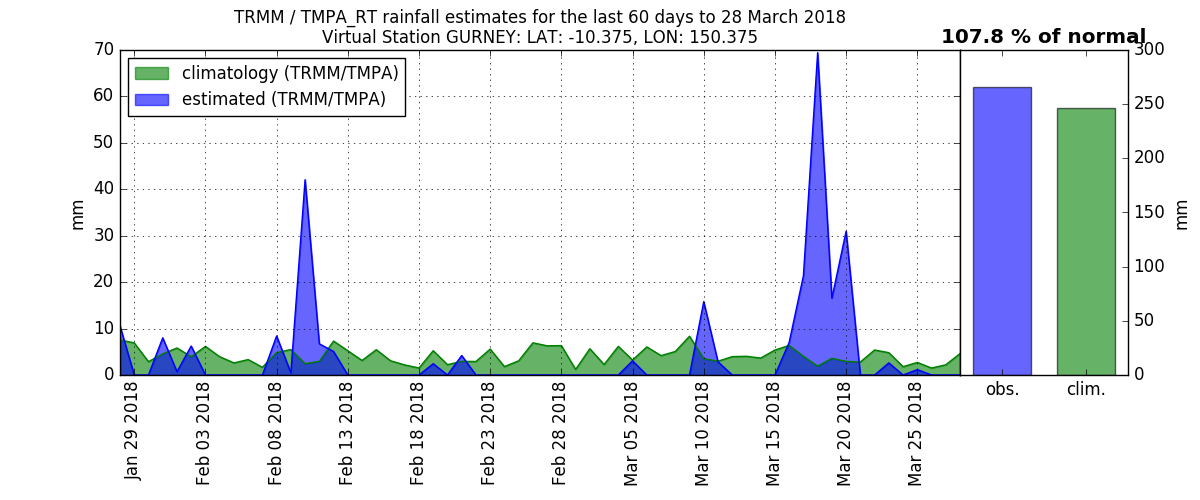 TRMM / TMPA_RT rainfall estimates for the last 60 days to 28 March 2018
Virtual Station GURNEY: LAT: -10.375, LON: 150.375
107.8 % of normal
climatology (TRMM/TMPA)
estimated (TRMM/TMPA)
70
60
50
40
30
20
10
0
mm
300
250
200
150
100
50
0
mm
Jan 29 2018
Feb 03 2018
Feb 08 2018
Feb 13 2018
Feb 18 2018
Feb 23 2018
Feb 28 2018
Mar 05 2018
Mar 10 2018
Mar 15 2018
Mar 20 2018
Mar 25 2018
obs.
clim.